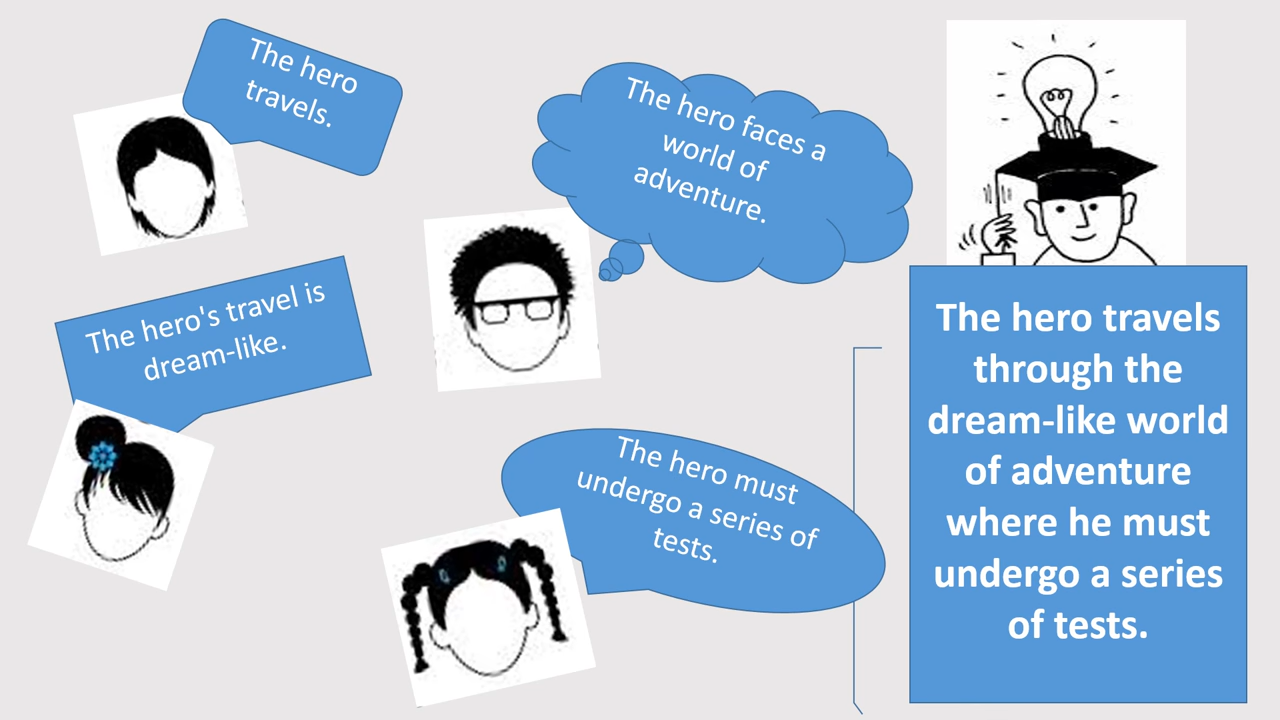 The hero
travels.
The hero faces a
world of
adventure.
The hero's travel is
dream-like.
The hero must
undergo a series of
tests.
The hero travels
through the
dream-like world
of adventure
where he must
undergo a series
of tests.